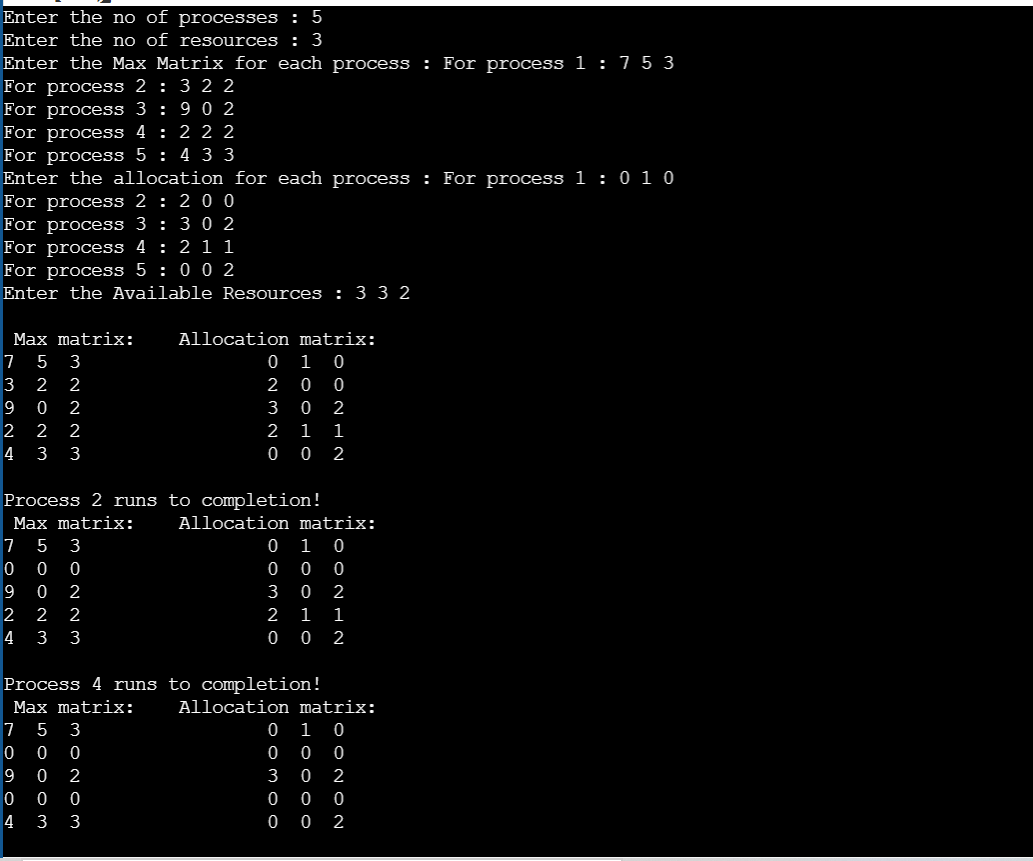 Enter the no of processes : 5
Enter the no of resources : 3
Enter the Max Matrix for each process : For process 1 : 7 5 3
For process 2 : 3 2 2
For process 3 : 9 0 2
For process 4 : 2 2 2
For process 5 : 4 3 3
Enter the allocation for each process : For process 1 : 0 1 0
For process 2 : 2 0 0
For process 3 : 3 0 2
For process 4 : 2 1 1
For process 5 : 0 0 2
Enter the Available Resources : 3 3 2
Max matrix: Allocation matrix:
7 5 3 0 1 0
3 2 2 2 0 0
9 0 2 3 0 2
2 2 2 2 1 1
4 3 3 0 0 2
Process 2 runs to completion!
Max matrix: Allocation matrix:
7 5 3 0 1 0
0 0 0 0 0 0
9 0 2 3 0 2
2 2 2 2 1 1
4 3 3 0 0 2
Process 4 runs to completion!
Max matrix: Allocation matrix:
7 5 3 0 1 0
0 0 0 0 0 0
9 0 2 3 0 2
0 0 0 0 0 0
4 3 3 0 0 2